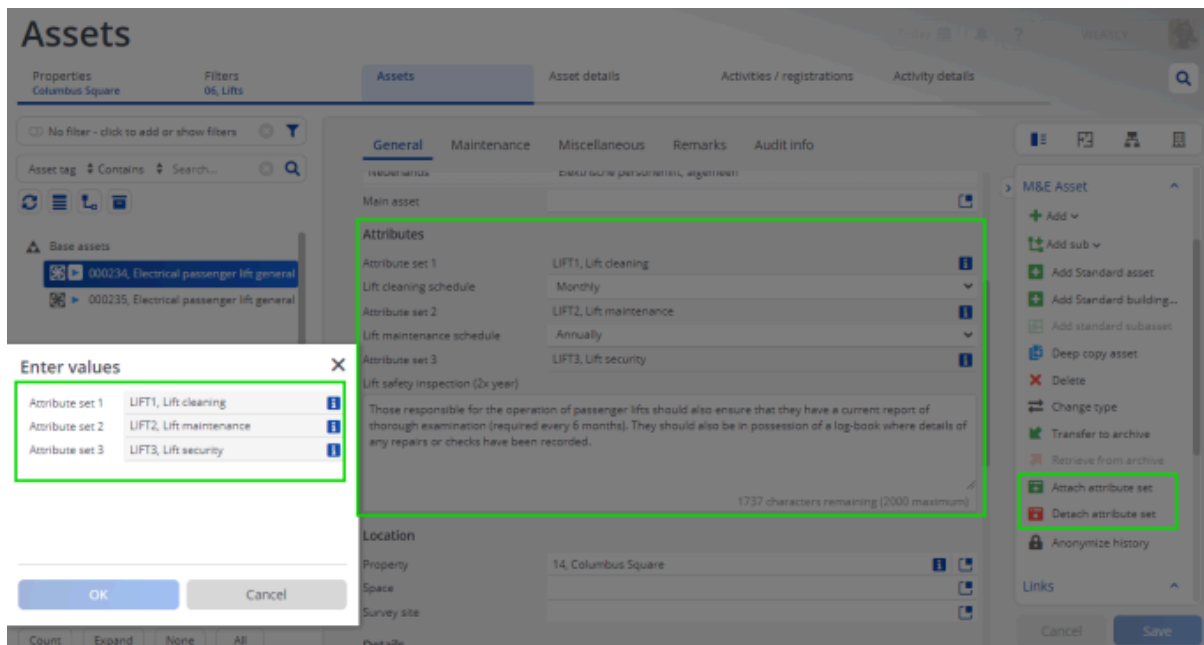 Assets
?
Properties
Columbus Square
Filters
06, Lifts
Assets
Asset details
Activities / registrations
Activity details
No filter - click to add or show filters
Asset tag Contains Search...
Base assets
000234, Electrical passenger lift general
000235, Electrical passenger lift general
Enter values
Attribute set 1 LIFT1, Lift cleaning
Attribute set 2 LIFT2, Lift maintenance
Attribute set 3 LIFT3, Lift security
OK Cancel
Count Expand None All
General Maintenance Miscellaneous Remarks Audit info
Nederlands Elektrische personenlift, algemeen
Main asset
Attributes
Attribute set 1 LIFT1, Lift cleaning
Lift cleaning schedule Monthly
Attribute set 2 LIFT2, Lift maintenance
Lift maintenance schedule Annually
Attribute set 3 LIFT3, Lift security
Lift safety inspection (2x year)
Those responsible for the operation of passenger lifts should also ensure that they have a current report of
thorough examination (required every 6 months). They should also be in possession of a log-book where details of
any repairs or checks have been recorded.
1737 characters remaining (2000 maximum)
Location
Property 14, Columbus Square
Space
Survey site
Details
M&E Asset
Add
Add sub
Add Standard asset
Add Standard building...
Add standard subasset
Deep copy asset
Delete
Change type
Transfer to archive
Retrieve from archive
Attach attribute set
Detach attribute set
Anonymize history
Links
Cancel Save